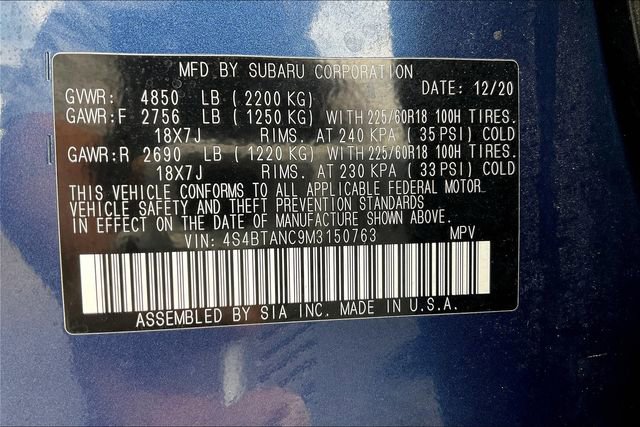 MFD BY SUBARU CORPORATION
DATE: 12/20
GVWR: 4850 LB (2200 KG)
GAWR:F 2756 LB (1250 KG) WITH 225/60R18 100H TIRES.
18X7J RIMS. AT 240 KPA (35 PSI) COLD
GAWR:R 2690 LB (1220 KG) WITH 225/60R18 100H TIRES.
18X7J RIMS. AT 230 KPA (33 PSI) COLD
THIS VEHICLE CONFORMS TO ALL APPLICABLE FEDERAL MOTOR
VEHICLE SAFETY AND THEFT PREVENTION STANDARDS
IN EFFECT ON THE DATE OF MANUFACTURE SHOWN ABOVE.
VIN: 4S4BTANC9M3150763 MPV
ASSEMBLED BY SIA INC. MADE IN U.S.A.